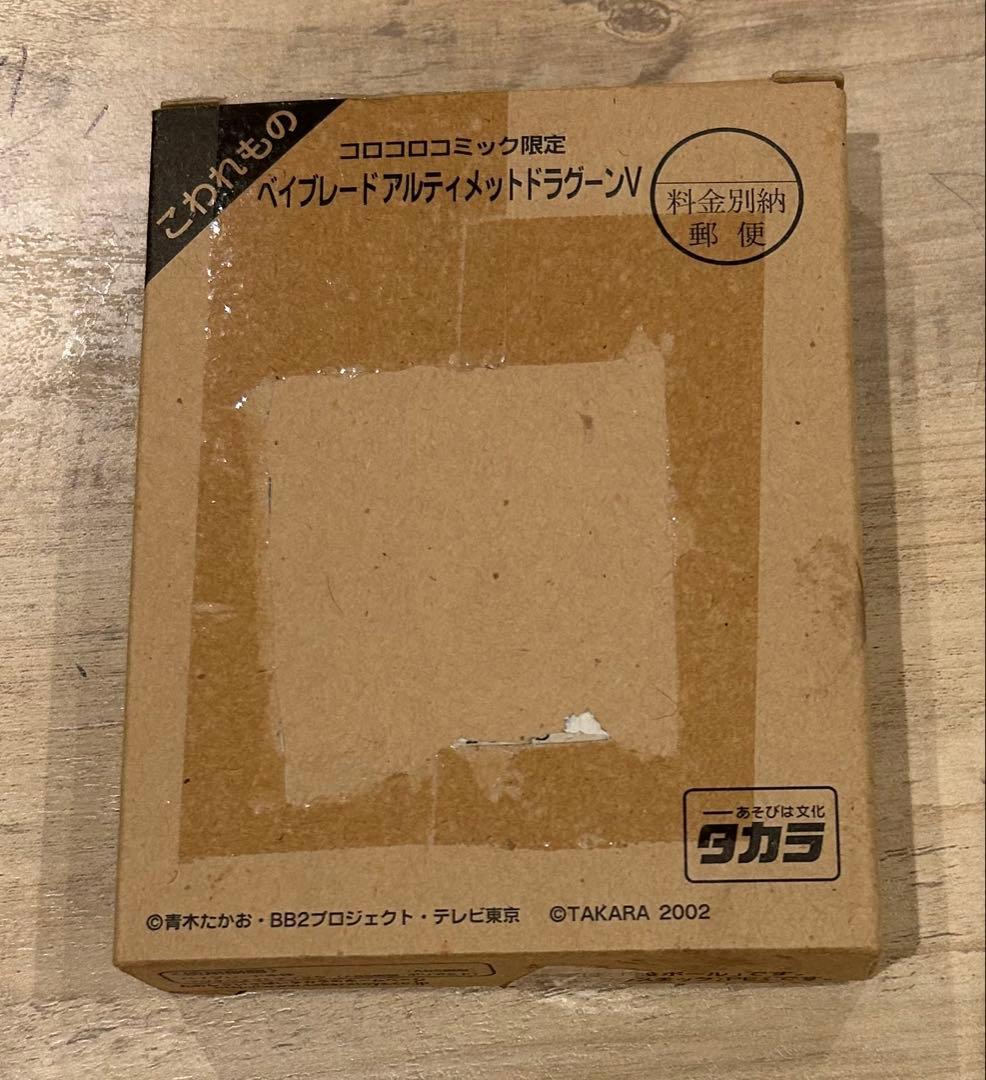 こわれもの
コロコロコミック限定
ベイブレードアルティメットドラグーンV
料金別納
郵便
あそびは文化
タカラ
©青木たかお・BB2プロジェクト・テレビ東京 ©TAKARA 2002